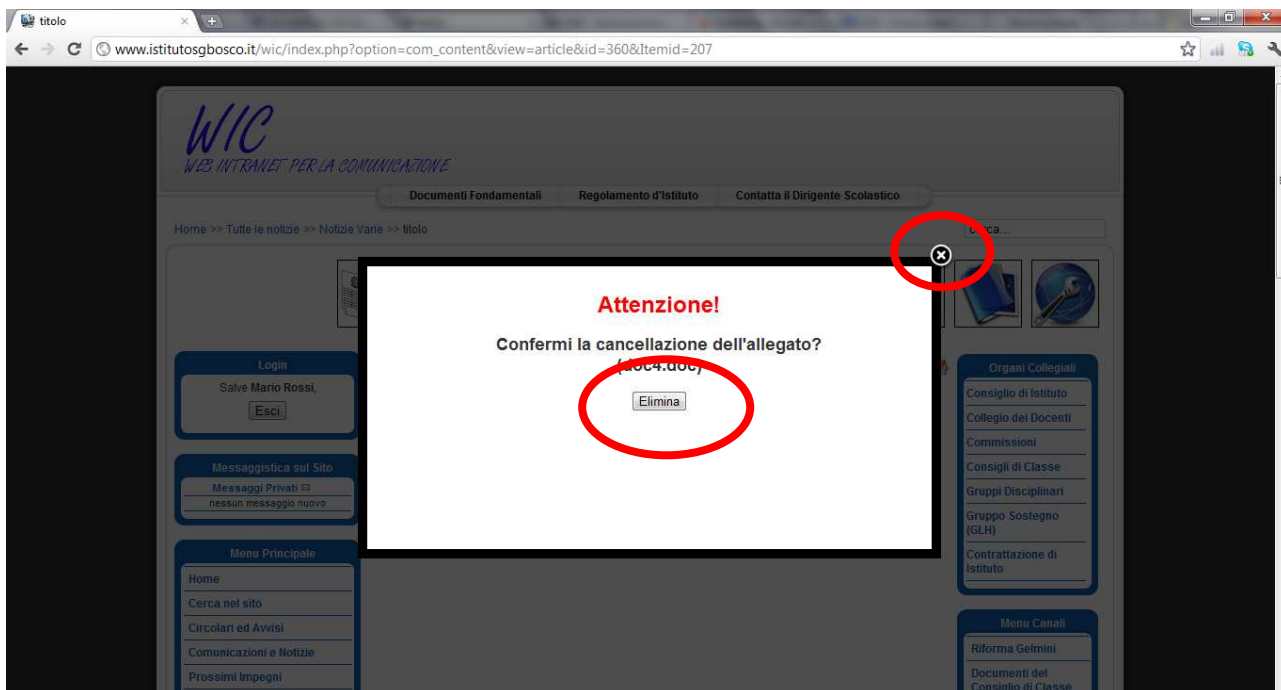 titolo
www.istitutosgbosco.it/wic/index.php?option=com_content&view=article&id=360&Itemid=207
WIC
WEB INTRANET PER LA COMUNICAZIONE
Documenti Fondamentali
Regolamento d'Istituto
Contatta il Dirigente Scolastico
Home >> Tutte le notizie >> Notizie Varie >> titolo
cerca...
Attenzione!
Confermi la cancellazione dell'allegato?
(doc4.doc)
Elimina
Login
Salve Mario Rossi,
Esci
Messaggistica sul Sito
Messaggi Privati
nessun messaggio nuovo
Menu Principale
Home
Cerca nel sito
Circolari ed Avvisi
Comunicazioni e Notizie
Prossimi Impegni
Organi Collegiali
Consiglio di Istituto
Collegio dei Docenti
Commissioni
Consigli di Classe
Gruppi Disciplinari
Gruppo Sostegno
(GLH)
Contrattazione di
Istituto
Menu Canali
Riforma Gelmini
Documenti del
Consiglio di Classe